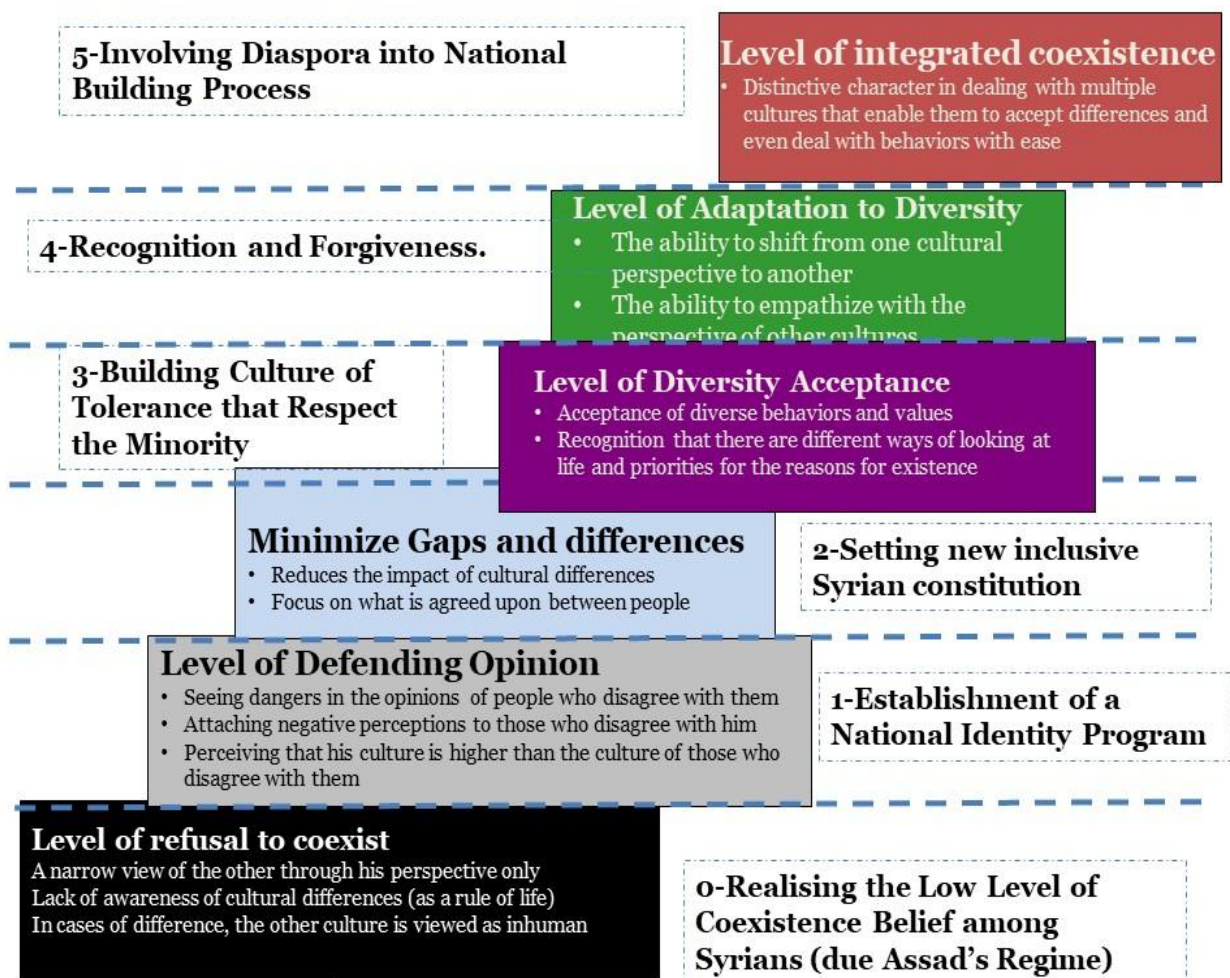 5-Involving Diaspora into National
Building Process
Level of integrated coexistence
• Distinctive character in dealing with multiple
cultures that enable them to accept differences and
even deal with behaviors with ease
4-Recognition and Forgiveness.
Level of Adaptation to Diversity
• The ability to shift from one cultural
perspective to another
• The ability to empathize with the
perspective of other cultures
3-Building Culture of
Tolerance that Respect
the Minority
Level of Diversity Acceptance
• Acceptance of diverse behaviors and values
• Recognition that there are different ways of looking at
life and priorities for the reasons for existence
Minimize Gaps and differences
• Reduces the impact of cultural differences
• Focus on what is agreed upon between people
2-Setting new inclusive
Syrian constitution
Level of Defending Opinion
• Seeing dangers in the opinions of people who disagree with them
• Attaching negative perceptions to those who disagree with him
• Perceiving that his culture is higher than the culture of those who
disagree with them
1-Establishment of a
National Identity Program
Level of refusal to coexist
A narrow view of the other through his perspective only
Lack of awareness of cultural differences (as a rule of life)
In cases of difference, the other culture is viewed as inhuman
0-Realising the Low Level of
Coexistence Belief among
Syrians (due Assad's Regime)